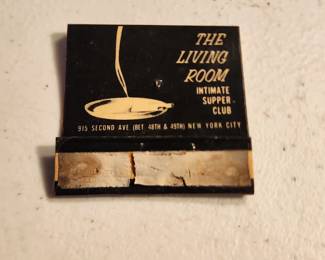 THE
LIVING
ROOM
INTIMATE
SUPPER
CLUB
915 SECOND AVE. (BET. 48TH & 49TH) NEW YORK CITY